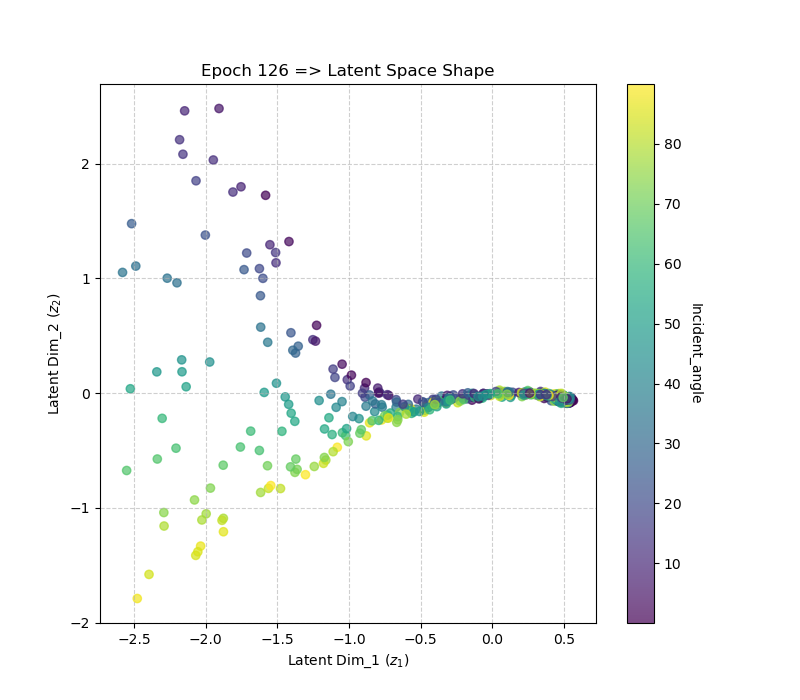 Epoch 126 => Latent Space Shape
Latent Dim_2 (z₂)
2
1
0
−1
−2
−2.5 −2.0 −1.5 −1.0 −0.5 0.0 0.5
Latent Dim_1 (z₁)
80
70
60
50
40
30
20
10
Incident_angle